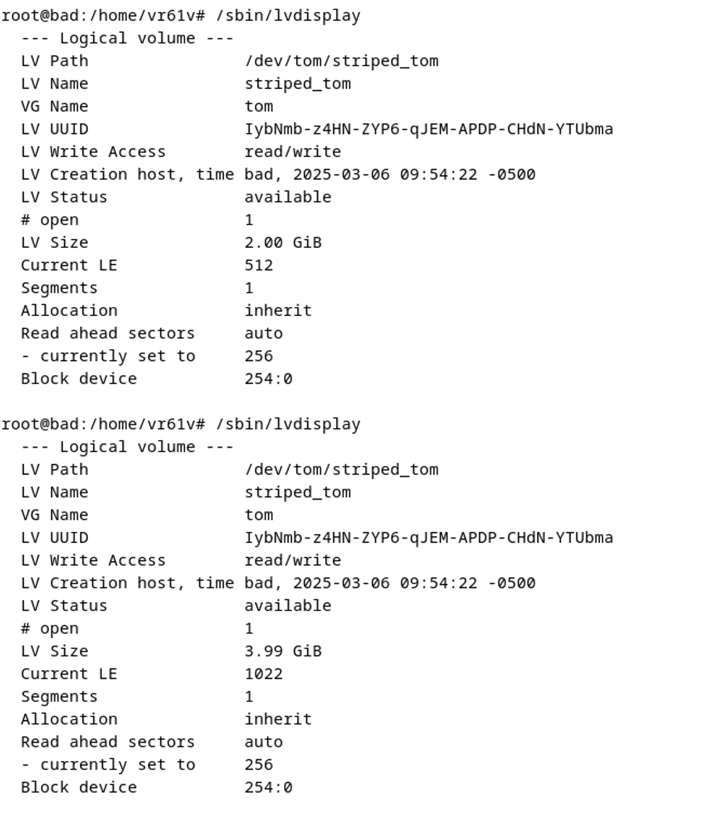 root@bad:/home/vr61v# /sbin/lvdisplay
  --- Logical volume ---
  LV Path                /dev/tom/striped_tom
  LV Name                striped_tom
  VG Name                tom
  LV UUID                IybNmb-z4HN-ZYP6-qJEM-APDP-CHdN-YTUbma
  LV Write Access        read/write
  LV Creation host, time bad, 2025-03-06 09:54:22 -0500
  LV Status              available
  # open                 1
  LV Size                2.00 GiB
  Current LE             512
  Segments               1
  Allocation             inherit
  Read ahead sectors     auto
  - currently set to     256
  Block device           254:0

root@bad:/home/vr61v# /sbin/lvdisplay
  --- Logical volume ---
  LV Path                /dev/tom/striped_tom
  LV Name                striped_tom
  VG Name                tom
  LV UUID                IybNmb-z4HN-ZYP6-qJEM-APDP-CHdN-YTUbma
  LV Write Access        read/write
  LV Creation host, time bad, 2025-03-06 09:54:22 -0500
  LV Status              available
  # open                 1
  LV Size                3.99 GiB
  Current LE             1022
  Segments               1
  Allocation             inherit
  Read ahead sectors     auto
  - currently set to     256
  Block device           254:0